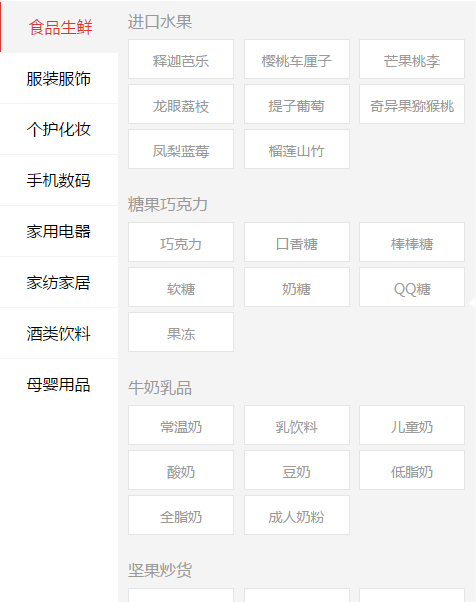 食品生鲜
服装服饰
个护化妆
手机数码
家用电器
家纺家居
酒类饮料
母婴用品
进口水果
释迦芭乐 樱桃车厘子 芒果桃李
龙眼荔枝 提子葡萄 奇异果猕猴桃
凤梨蓝莓 榴莲山竹
糖果巧克力
巧克力 口香糖 棒棒糖
软糖 奶糖 QQ糖
果冻
牛奶乳品
常温奶 乳饮料 儿童奶
酸奶 豆奶 低脂奶
全脂奶 成人奶粉
坚果炒货